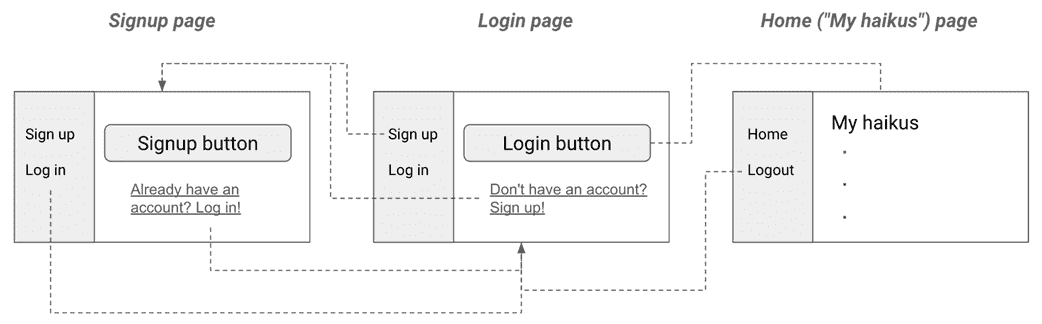 Signup page
Login page
Home ("My haikus") page
Sign up
Log in
Signup button
Already have an
account? Log in!
Sign up
Log in
Login button
Don't have an account?
Sign up!
Home
Logout
My haikus